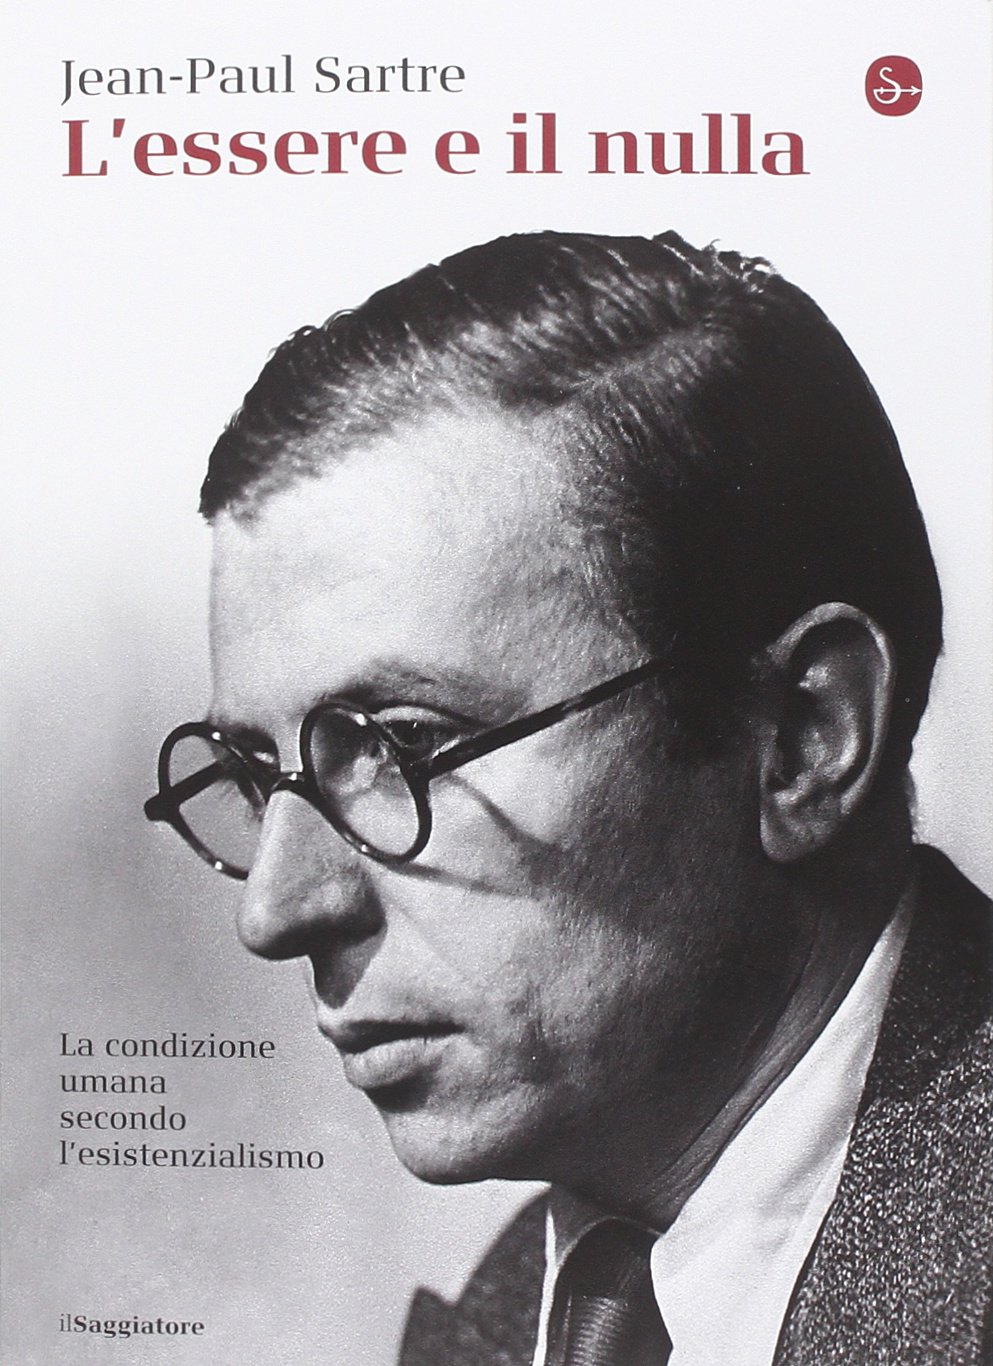 Jean-Paul Sartre
L'essere e il nulla
La condizione
umana
secondo
l'esistenzialismo
ilSaggiatore